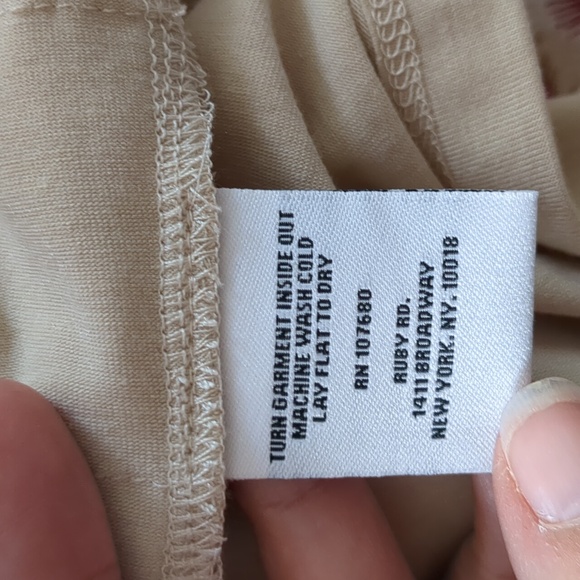 TURN GARMENT INSIDE OUT
MACHINE WASH COLD
LAY FLAT TO DRY
RN 107680
RUBY RD.
1411 BROADWAY
NEW YORK. NY. 10018